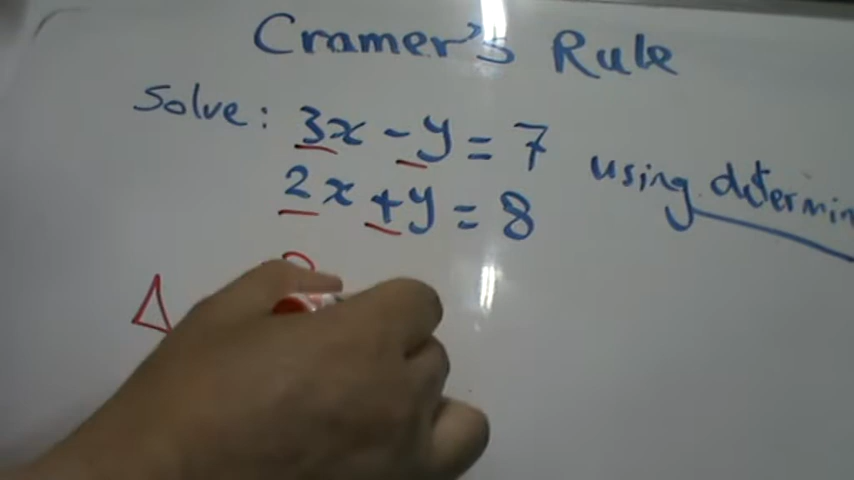 Cramer's Rule
Solve: 3x - y = 7
2x + y = 8
using
Δ